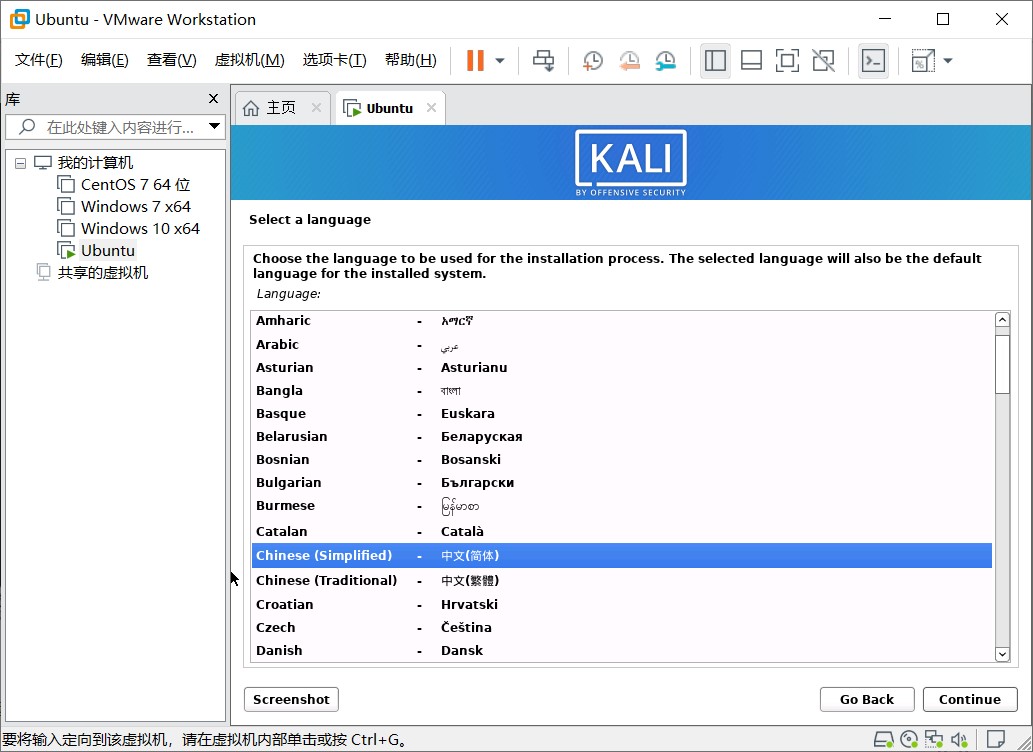 Ubuntu - VMware Workstation
文件(F) 编辑(E) 查看(V) 虚拟机(M) 选项卡(T) 帮助(H)
库
在此处键入内容进行...
我的计算机
CentOS 7 64 位
Windows 7 x64
Windows 10 x64
Ubuntu
共享的虚拟机
主页 Ubuntu
KALI
BY OFFENSIVE SECURITY
Select a language
Choose the language to be used for the installation process. The selected language will also be the default
language for the installed system.
Language:
Amharic - አማርኛ
Arabic - عربي
Asturian - Asturianu
Bangla - বাংলা
Basque - Euskara
Belarusian - Беларуская
Bosnian - Bosanski
Bulgarian - Български
Burmese - မြန်မာစာ
Catalan - Català
Chinese (Simplified) - 中文(简体)
Chinese (Traditional) - 中文(繁體)
Croatian - Hrvatski
Czech - Čeština
Danish - Dansk
Screenshot Go Back Continue
要将输入定向到该虚拟机，请在虚拟机内部单击或按 Ctrl+G。